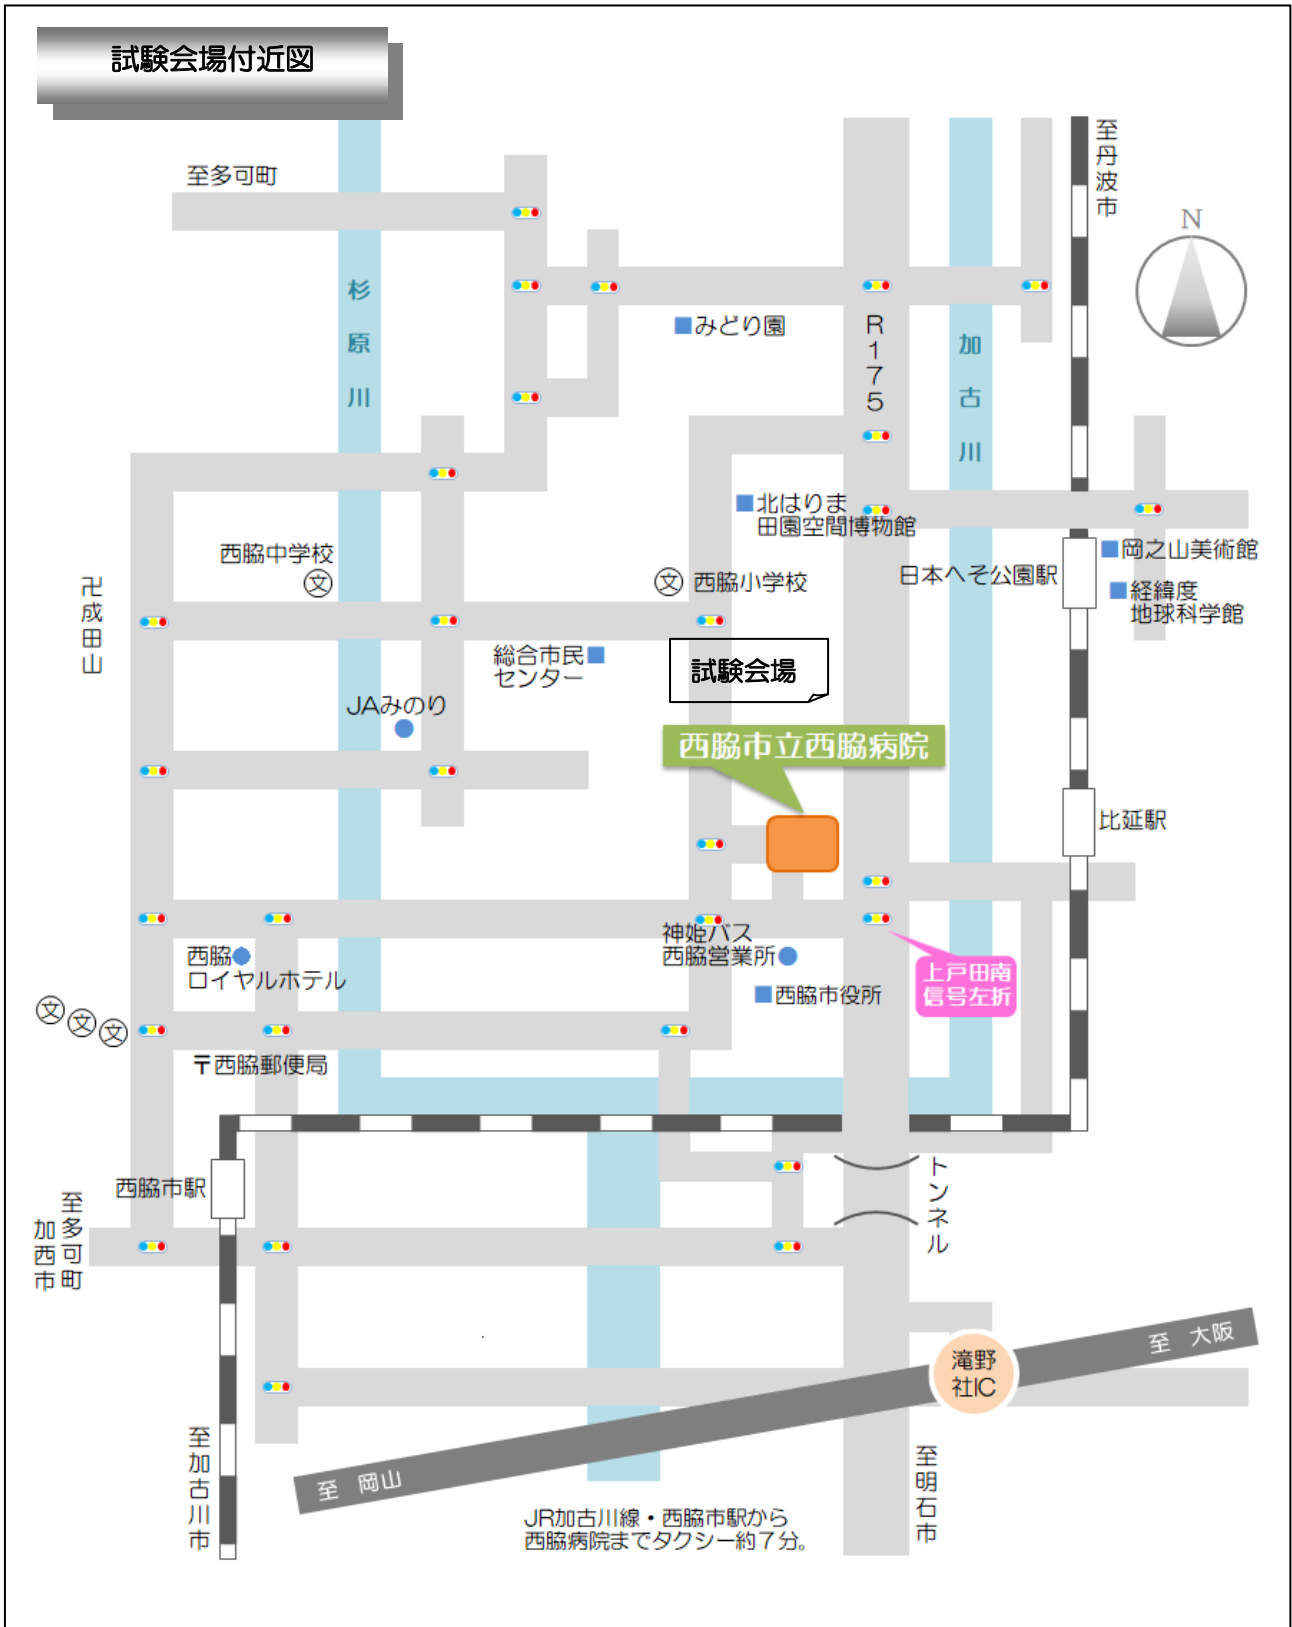 試験会場付近図
至多可町
至丹波市
N
杉原川
みどり園
R175
加古川
北はりま
田園空間博物館
西脇中学校
文
文
西脇小学校
日本へそ公園駅
岡之山美術館
経緯度
地球科学館
卍成田山
総合市民
センター
試験会場
JAみのり
西脇市立西脇病院
比延駅
神姫バス
西脇営業所
西脇
ロイヤルホテル
上戸田南
信号左折
西脇市役所
文
文
文
〒西脇郵便局
西脇市駅
トンネル
至多可町
加西市
至 大阪
滝野
社IC
至加古川市
至 岡山
至明石市
JR加古川線・西脇市駅から
西脇病院までタクシー約7分。